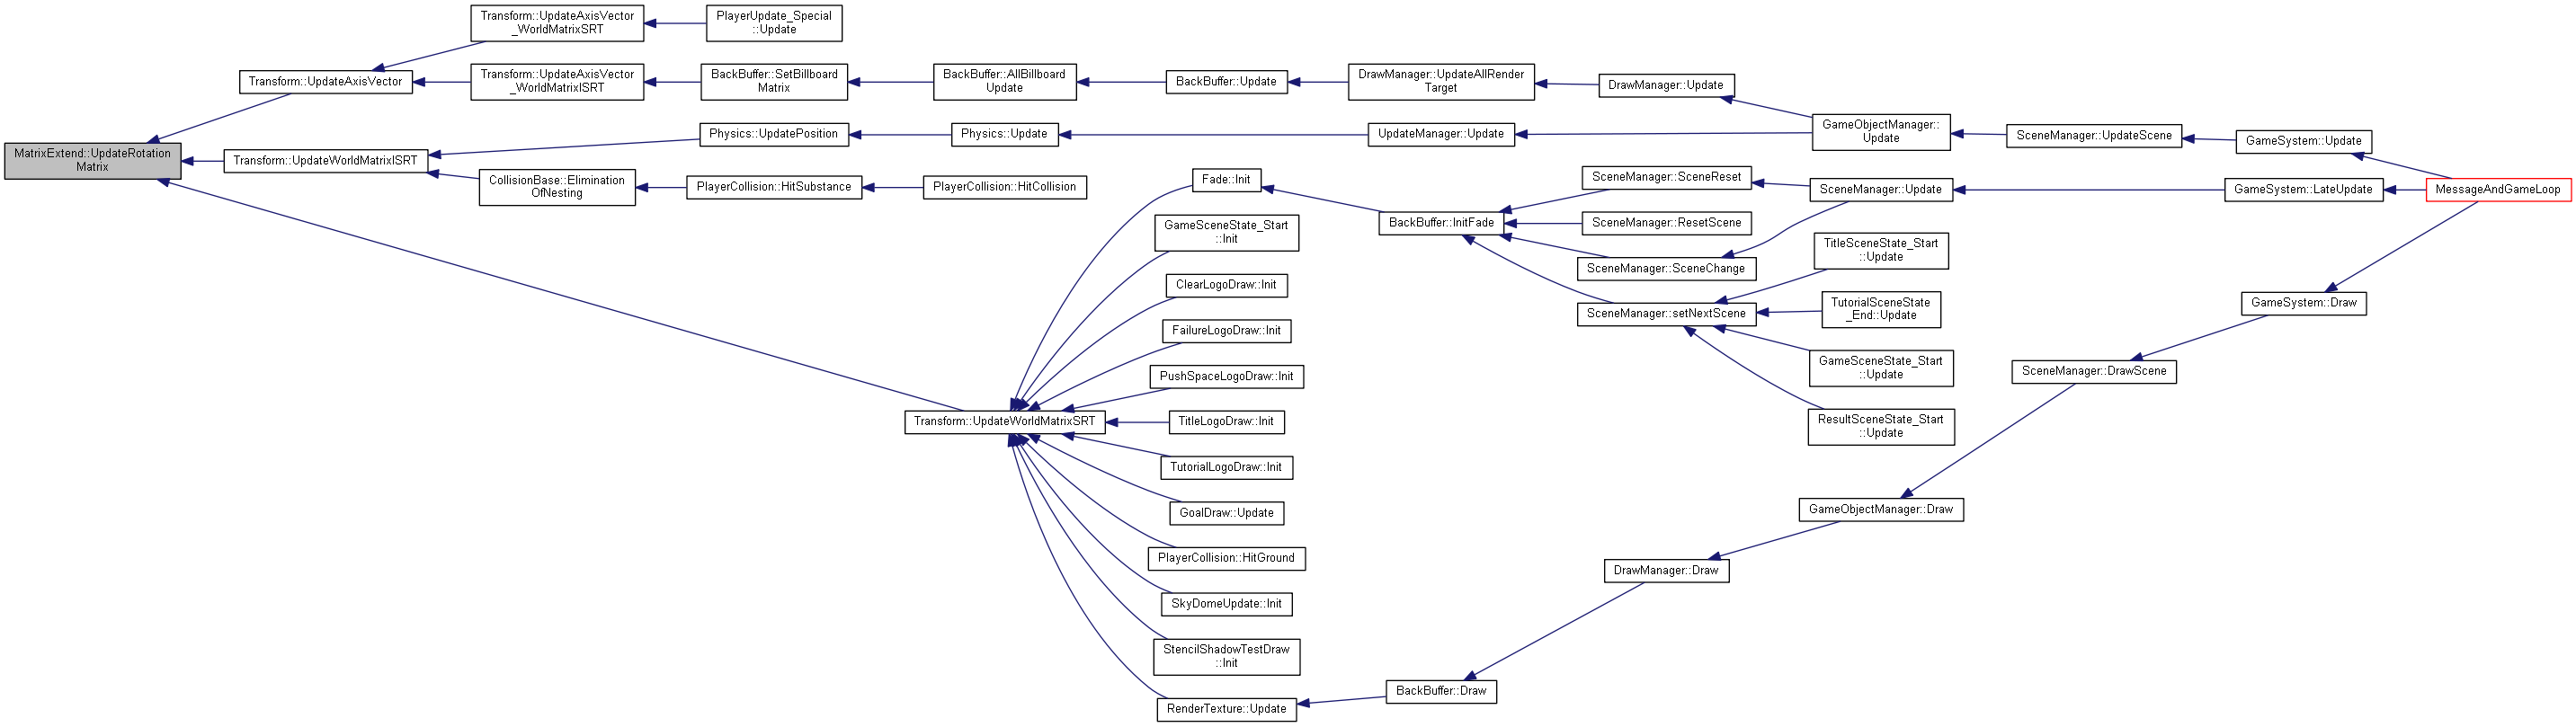 MatrixExtend::UpdateRotation
Matrix
Transform::UpdateAxisVector
Transform::UpdateAxisVector
_WorldMatrixSRT
PlayerUpdate_Special
::Update
Transform::UpdateAxisVector
_WorldMatrixISRT
BackBuffer::SetBillboard
Matrix
BackBuffer::AllBillboard
Update
BackBuffer::Update
DrawManager::UpdateAllRender
Target
DrawManager::Update
GameObjectManager::
Update
SceneManager::UpdateScene
GameSystem::Update
MessageAndGameLoop
Transform::UpdateWorldMatrixISRT
Physics::UpdatePosition
Physics::Update
UpdateManager::Update
CollisionBase::Elimination
OfNesting
PlayerCollision::HitSubstance
PlayerCollision::HitCollision
Transform::UpdateWorldMatrixSRT
Fade::Init
BackBuffer::InitFade
SceneManager::SceneReset
SceneManager::Update
GameSystem::LateUpdate
SceneManager::ResetScene
SceneManager::SceneChange
SceneManager::setNextScene
TitleSceneState_Start
::Update
TutorialSceneState
_End::Update
GameSceneState_Start
::Update
ResultSceneState_Start
::Update
GameSceneState_Start
::Init
ClearLogoDraw::Init
FailureLogoDraw::Init
PushSpaceLogoDraw::Init
TitleLogoDraw::Init
TutorialLogoDraw::Init
GoalDraw::Update
PlayerCollision::HitGround
SkyDomeUpdate::Init
StencilShadowTestDraw
::Init
RenderTexture::Update
BackBuffer::Draw
DrawManager::Draw
GameObjectManager::Draw
SceneManager::DrawScene
GameSystem::Draw